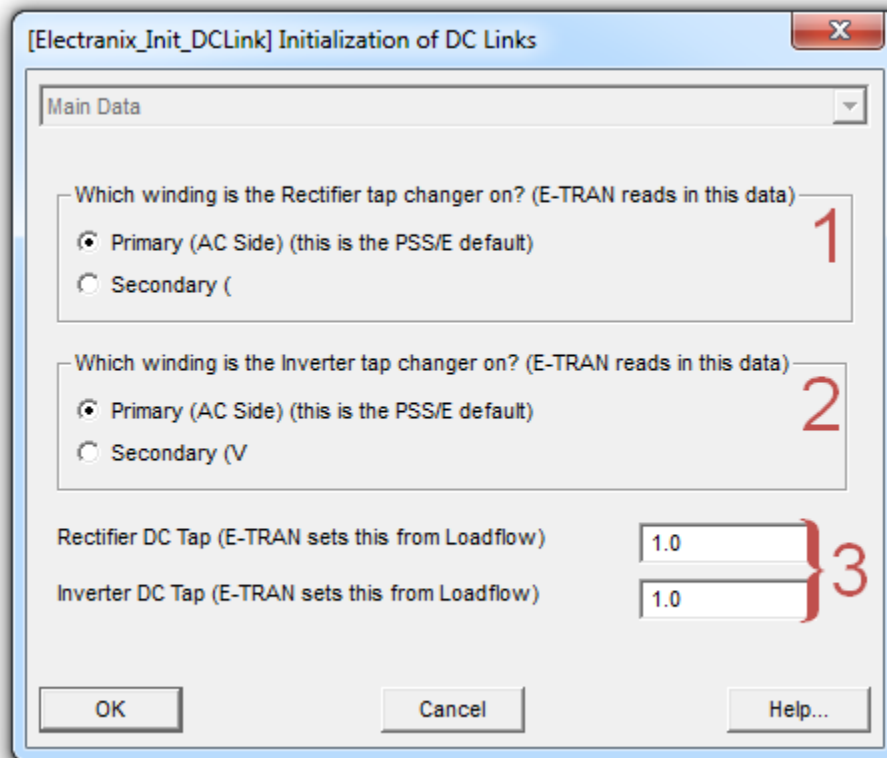 [Electranix_Init_DCLink] Initialization of DC Links
Main Data
Which winding is the Rectifier tap changer on? (E-TRAN reads in this data)
1
Primary (AC Side) (this is the PSS/E default)
Secondary (
Which winding is the Inverter tap changer on? (E-TRAN reads in this data)
2
Primary (AC Side) (this is the PSS/E default)
Secondary (V
Rectifier DC Tap (E-TRAN sets this from Loadflow) 1.0
Inverter DC Tap (E-TRAN sets this from Loadflow) 1.0
3
OK Cancel Help...